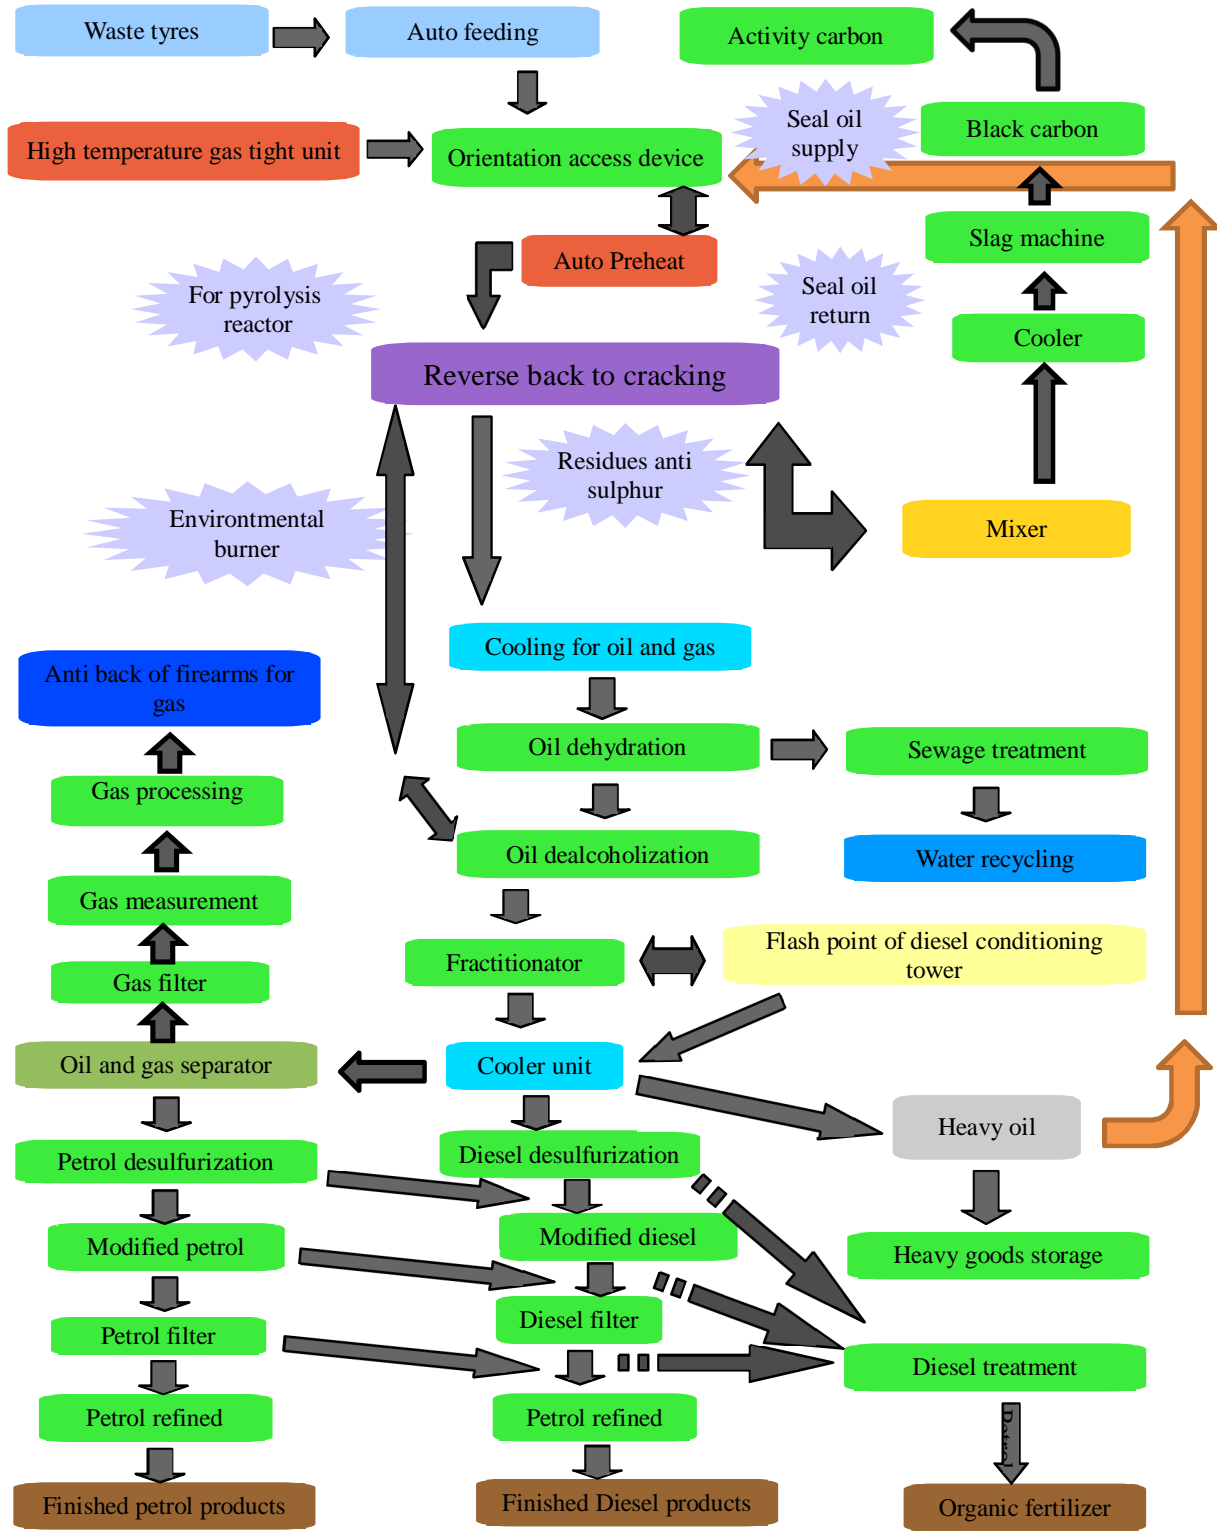 Waste tyres
Auto feeding
Activity carbon
High temperature gas tight unit
Orientation access device
Seal oil
supply
Black carbon
Slag machine
Auto Preheat
For pyrolysis
reactor
Seal oil
return
Cooler
Reverse back to cracking
Residues anti
sulphur
Environtmental
burner
Mixer
Cooling for oil and gas
Anti back of firearms for
gas
Oil dehydration
Sewage treatment
Gas processing
Oil dealcoholization
Water recycling
Gas measurement
Fractitionator
Flash point of diesel conditioning
tower
Gas filter
Oil and gas separator
Cooler unit
Heavy oil
Petrol desulfurization
Diesel desulfurization
Modified petrol
Modified diesel
Heavy goods storage
Petrol filter
Diesel filter
Diesel treatment
Petrol refined
Petrol refined
Petrol
Finished petrol products
Finished Diesel products
Organic fertilizer